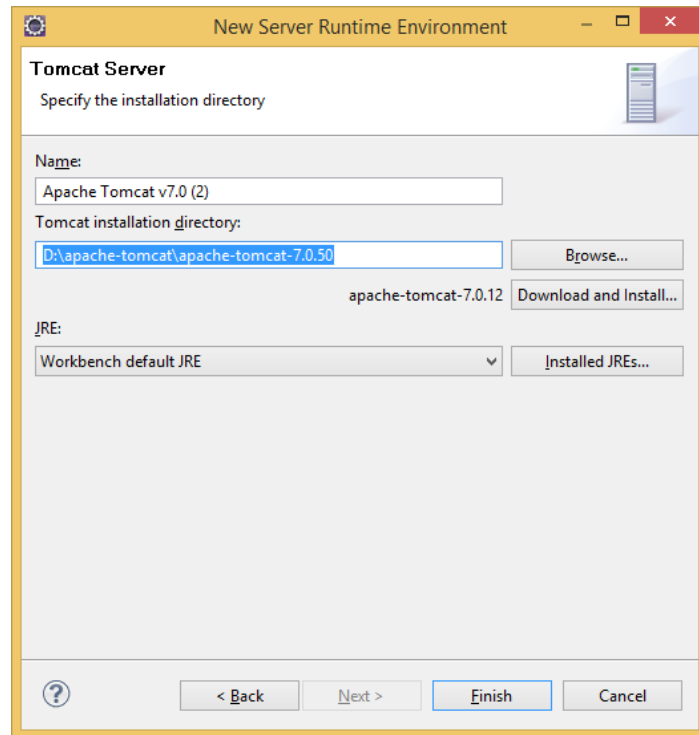 New Server Runtime Environment
Tomcat Server
Specify the installation directory
Name:
Apache Tomcat v7.0 (2)
Tomcat installation directory:
D:\apache-tomcat\apache-tomcat-7.0.50
Browse...
apache-tomcat-7.0.12 Download and Install...
JRE:
Workbench default JRE
Installed JREs...
? < Back Next > Finish Cancel